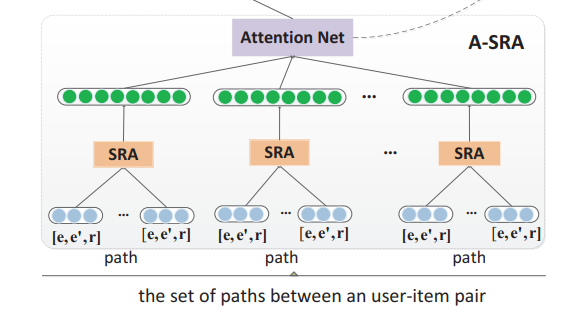 Attention Net
A-SRA
...
SRA SRA ... SRA
... ... ...
[e,e',r] [e,e',r] [e,e',r] [e,e',r] [e,e',r] [e,e',r]
path path path
the set of paths between an user-item pair